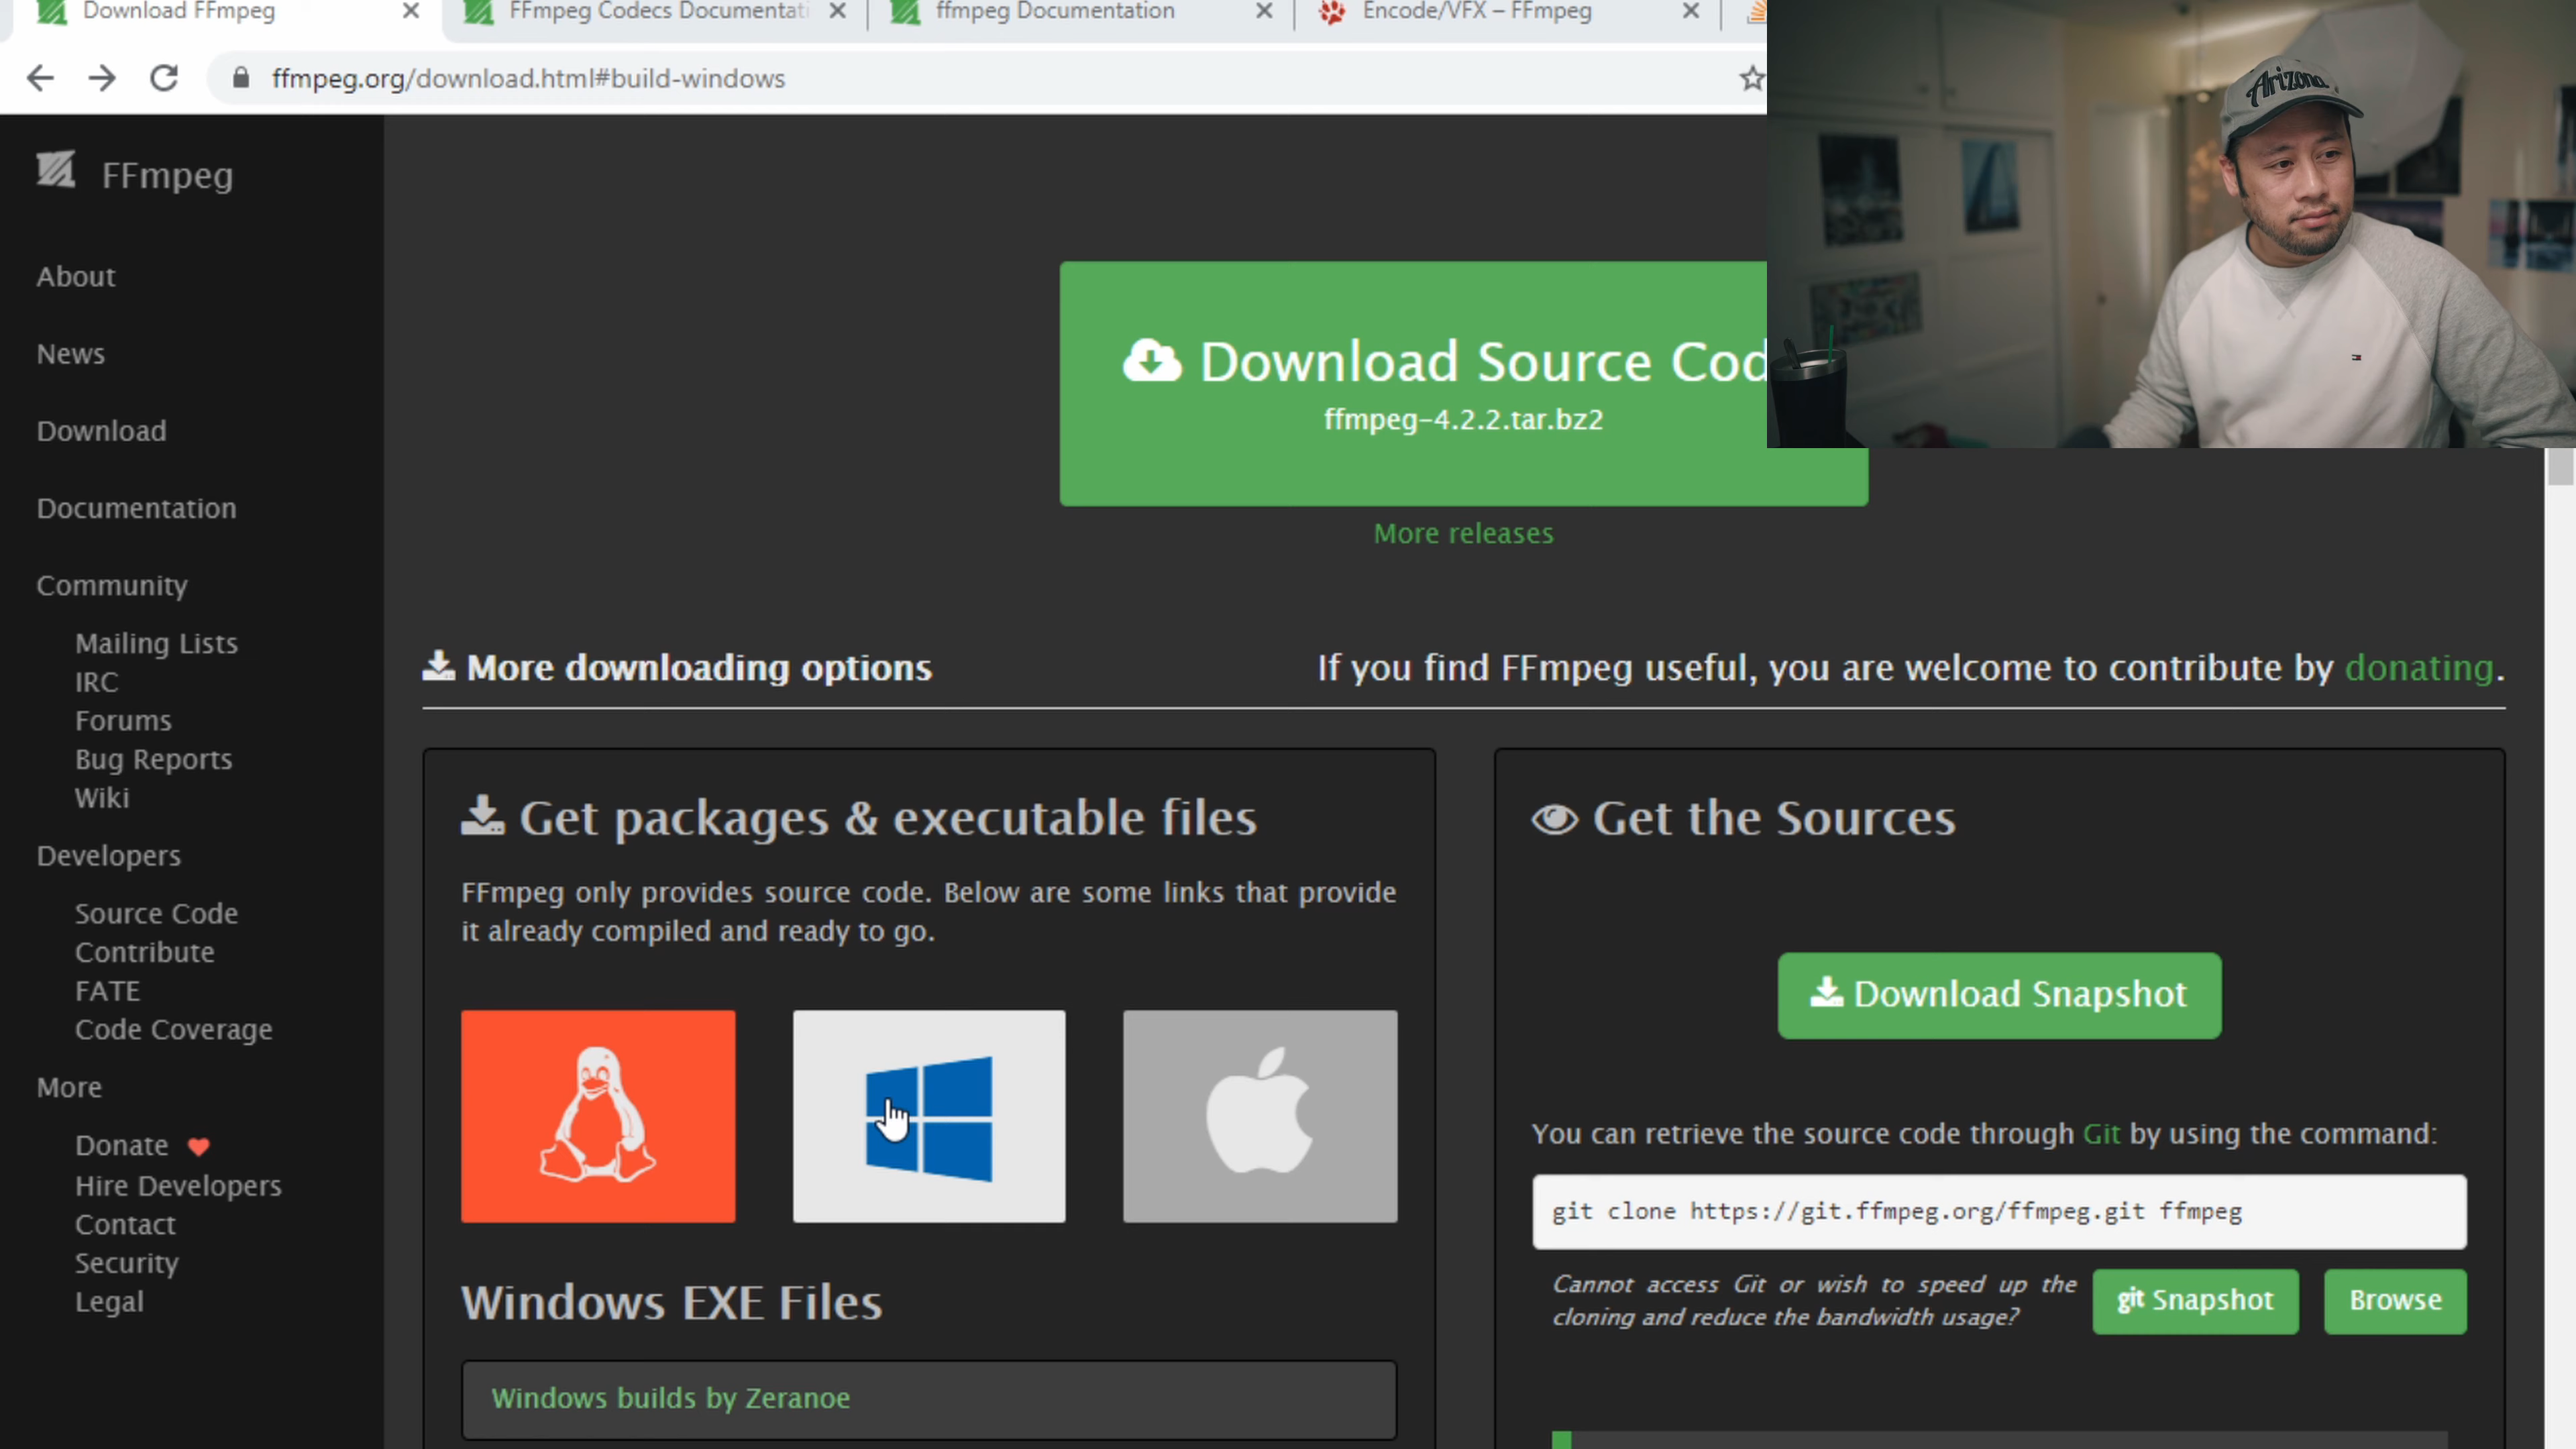 Download FFmpeg
FFmpeg Codecs Documentati
ffmpeg Documentation
Encode/VFX – FFmpeg
ffmpeg.org/download.html#build-windows
FFmpeg
About
News
Download
Documentation
Community
Mailing Lists
IRC
Forums
Bug Reports
Wiki
Developers
Source Code
Contribute
FATE
Code Coverage
More
Donate
Hire Developers
Contact
Security
Legal
Download Source Cod
ffmpeg-4.2.2.tar.bz2
More releases
Arizona
More downloading options
If you find FFmpeg useful, you are welcome to contribute by donating.
Get packages & executable files
FFmpeg only provides source code. Below are some links that provide
it already compiled and ready to go.
Windows EXE Files
Windows builds by Zeranoe
Get the Sources
Download Snapshot
You can retrieve the source code through Git by using the command:
git clone https://git.ffmpeg.org/ffmpeg.git ffmpeg
Cannot access Git or wish to speed up the
cloning and reduce the bandwidth usage?
git Snapshot
Browse